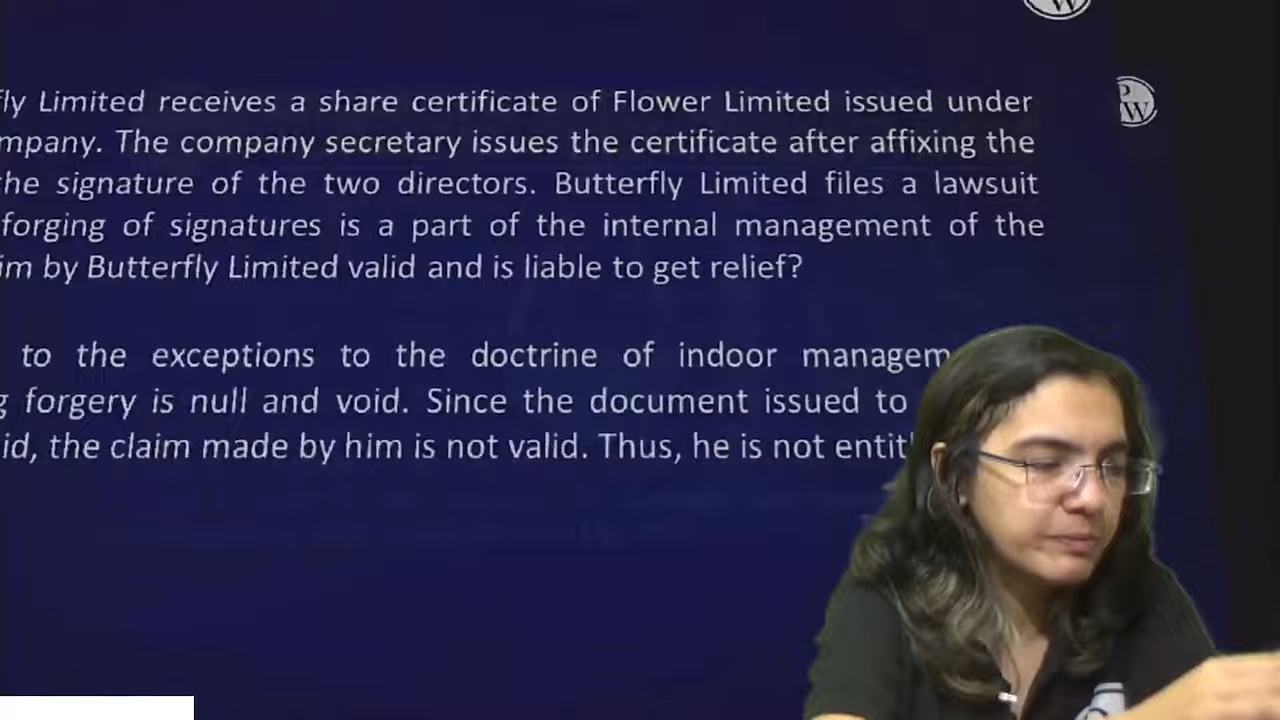 W
fly Limited receives a share certificate of Flower Limited issued under
PW
mpany. The company secretary issues the certificate after affixing the
the signature of the two directors. Butterfly Limited files a lawsuit
forging of signatures is a part of the internal management of the
im by Butterfly Limited valid and is liable to get relief?
to the exceptions to the doctrine of indoor managem
g forgery is null and void. Since the document issued to
id, the claim made by him is not valid. Thus, he is not entitl